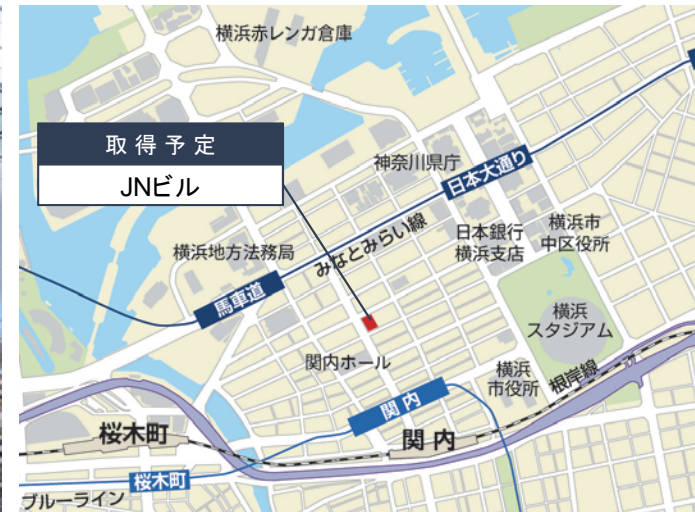 横浜赤レンガ倉庫
取得予定
JNビル
神奈川県庁
日本大通り
横浜地方法務局
みなとみらい線
日本銀行
横浜支店
横浜市
中区役所
馬車道
横浜
スタジアム
関内ホール
横浜
市役所
根岸線
関内
桜木町
関内
桜木町
ブルーライン